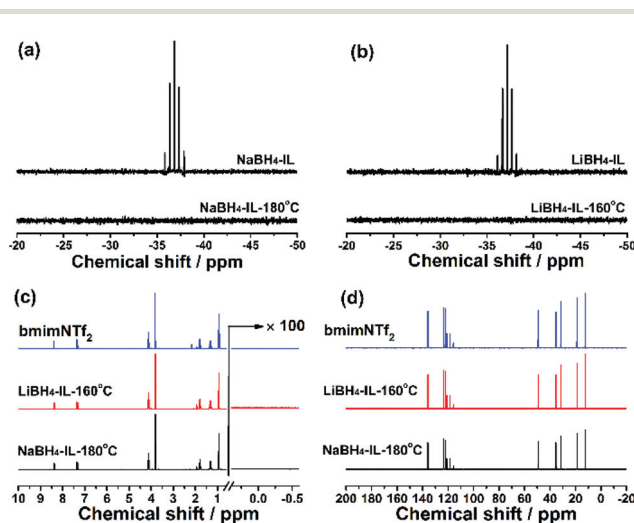 (a)
NaBH₄-IL
NaBH₄-IL-180°C
-20 -25 -30 -35 -40 -45 -50
Chemical shift / ppm
(b)
LiBH₄-IL
LiBH₄-IL-160°C
-20 -25 -30 -35 -40 -45 -50
Chemical shift / ppm
(c)
bmimNTf₂
× 100
LiBH₄-IL-160°C
NaBH₄-IL-180°C
10 9 8 7 6 5 4 3 2 1 0.0 -0.5
Chemical shift / ppm
(d)
bmimNTf₂
LiBH₄-IL-160°C
NaBH₄-IL-180°C
200 180 160 140 120 100 80 60 40 20 0 -20
Chemical shift / ppm